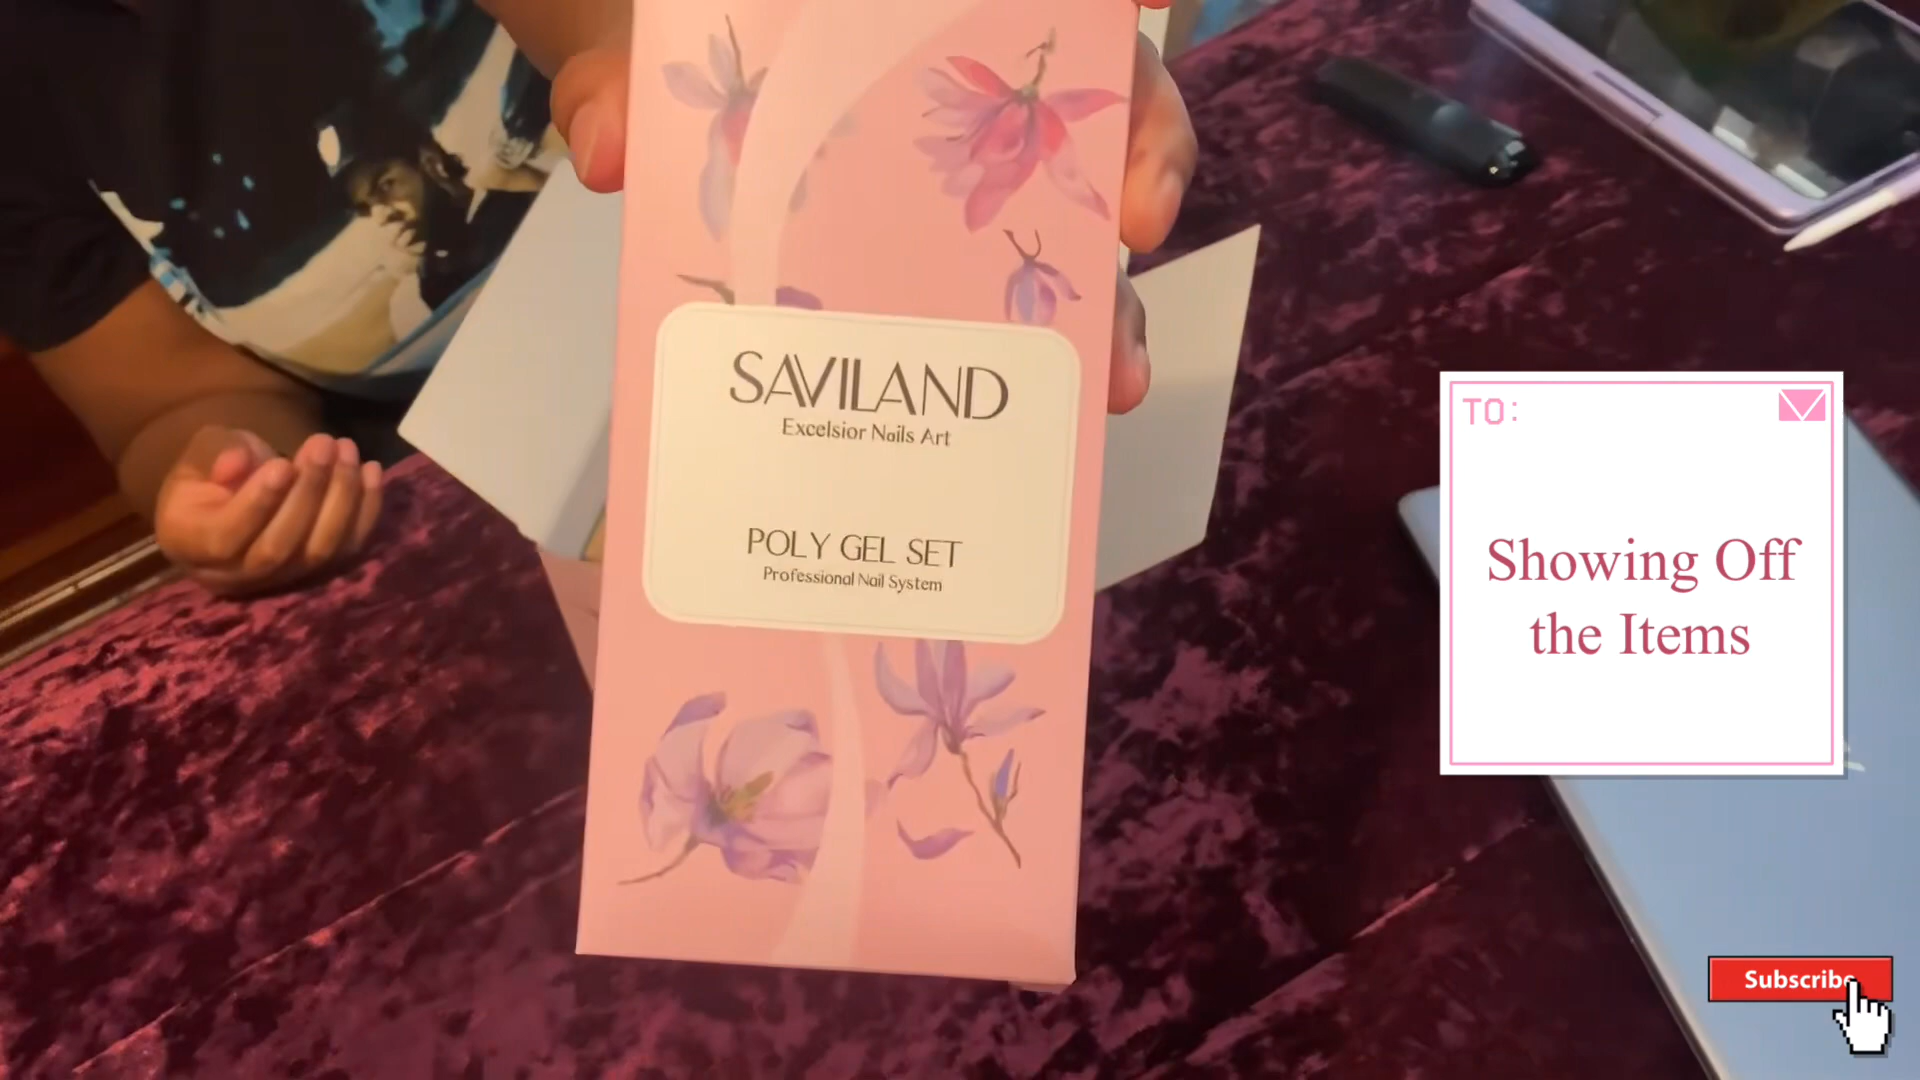 SAVILAND
Excelsior Nails Art
POLY GEL SET
Professional Nail System
TO:
Showing Off
the Items
Subscribe